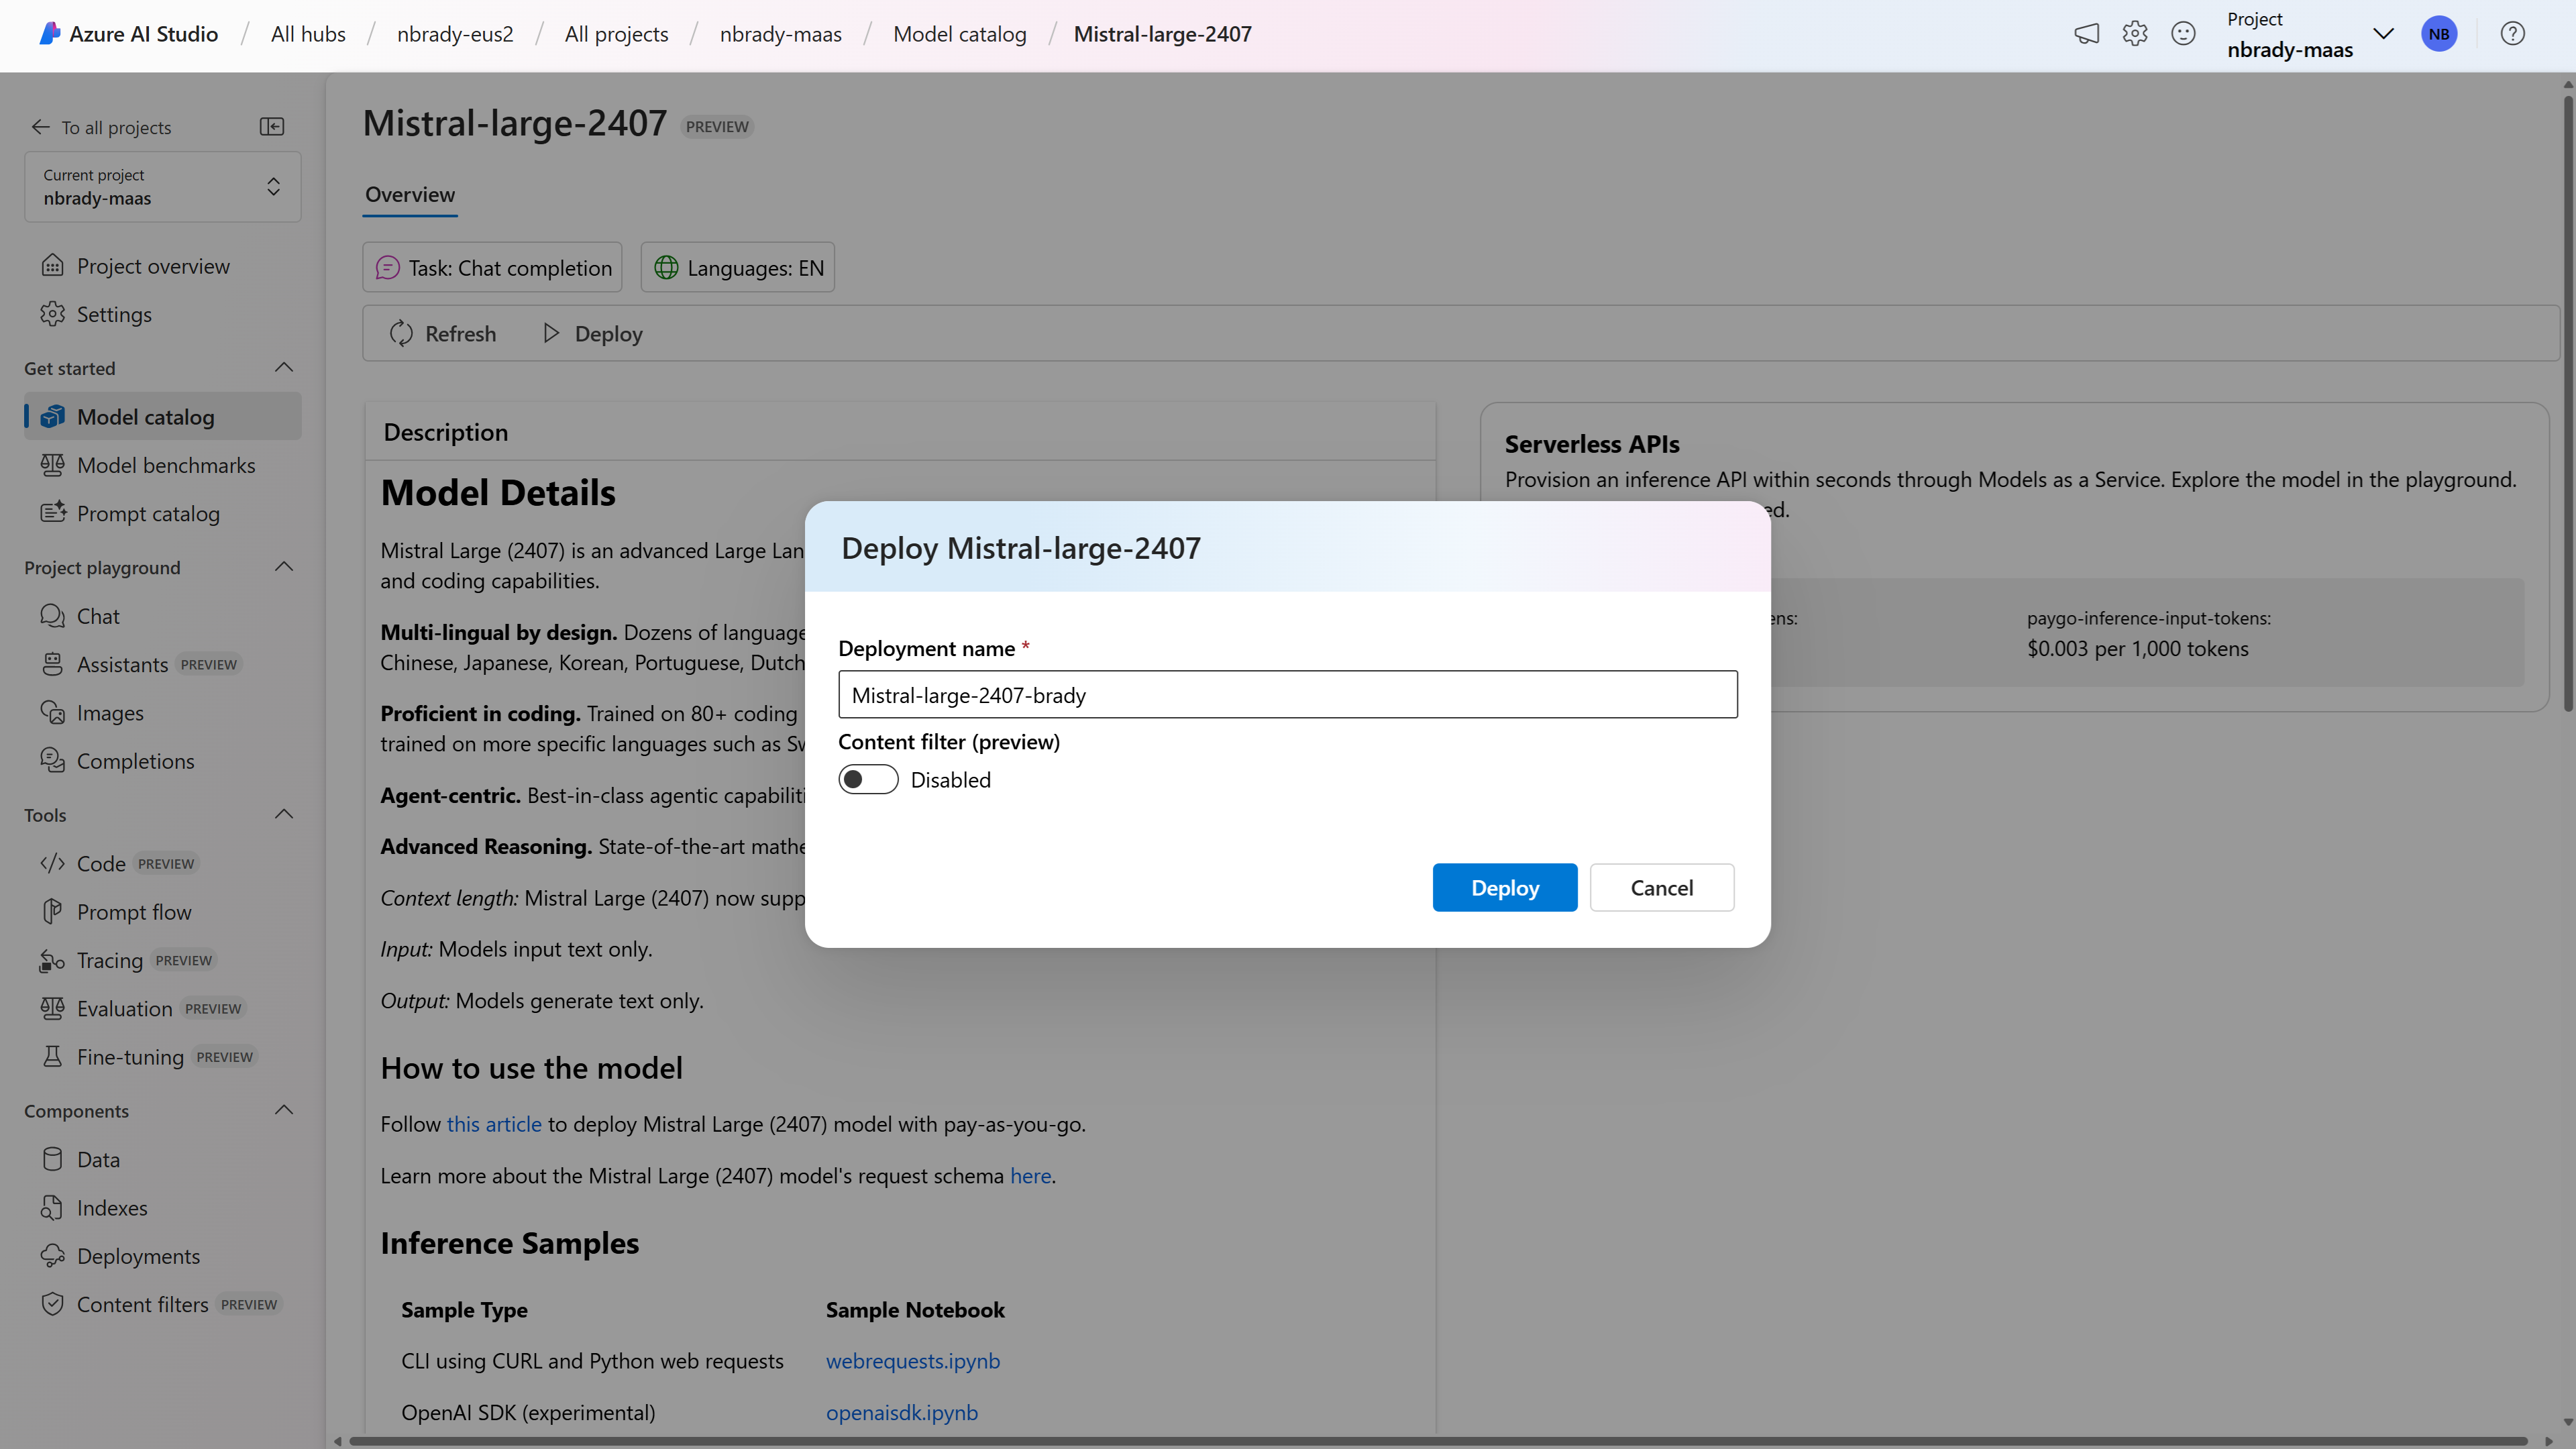 Azure AI Studio / All hubs / nbrady-eus2 / All projects / nbrady-maas / Model catalog / Mistral-large-2407
Project
nbrady-maas
NB
To all projects
Current project
nbrady-maas
Project overview
Settings
Get started
Model catalog
Model benchmarks
Prompt catalog
Project playground
Chat
Assistants PREVIEW
Images
Completions
Tools
Code PREVIEW
Prompt flow
Tracing PREVIEW
Evaluation PREVIEW
Fine-tuning PREVIEW
Components
Data
Indexes
Deployments
Content filters PREVIEW
Mistral-large-2407 PREVIEW
Overview
Task: Chat completion
Languages: EN
Refresh
Deploy
Description
Model Details
Mistral Large (2407) is an advanced Large Lan
and coding capabilities.
Multi-lingual by design. Dozens of language
Chinese, Japanese, Korean, Portuguese, Dutch
Proficient in coding. Trained on 80+ coding
trained on more specific languages such as Sw
Agent-centric. Best-in-class agentic capabiliti
Advanced Reasoning. State-of-the-art mathe
Context length: Mistral Large (2407) now supp
Input: Models input text only.
Output: Models generate text only.
How to use the model
Follow this article to deploy Mistral Large (2407) model with pay-as-you-go.
Learn more about the Mistral Large (2407) model's request schema here.
Inference Samples
Sample Type Sample Notebook
CLI using CURL and Python web requests webrequests.ipynb
OpenAI SDK (experimental) openaisdk.ipynb
Serverless APIs
Provision an inference API within seconds through Models as a Service. Explore the model in the playground.
ed.
ens:
paygo-inference-input-tokens:
$0.003 per 1,000 tokens
Deploy Mistral-large-2407
Deployment name *
Mistral-large-2407-brady
Content filter (preview)
Disabled
Deploy
Cancel